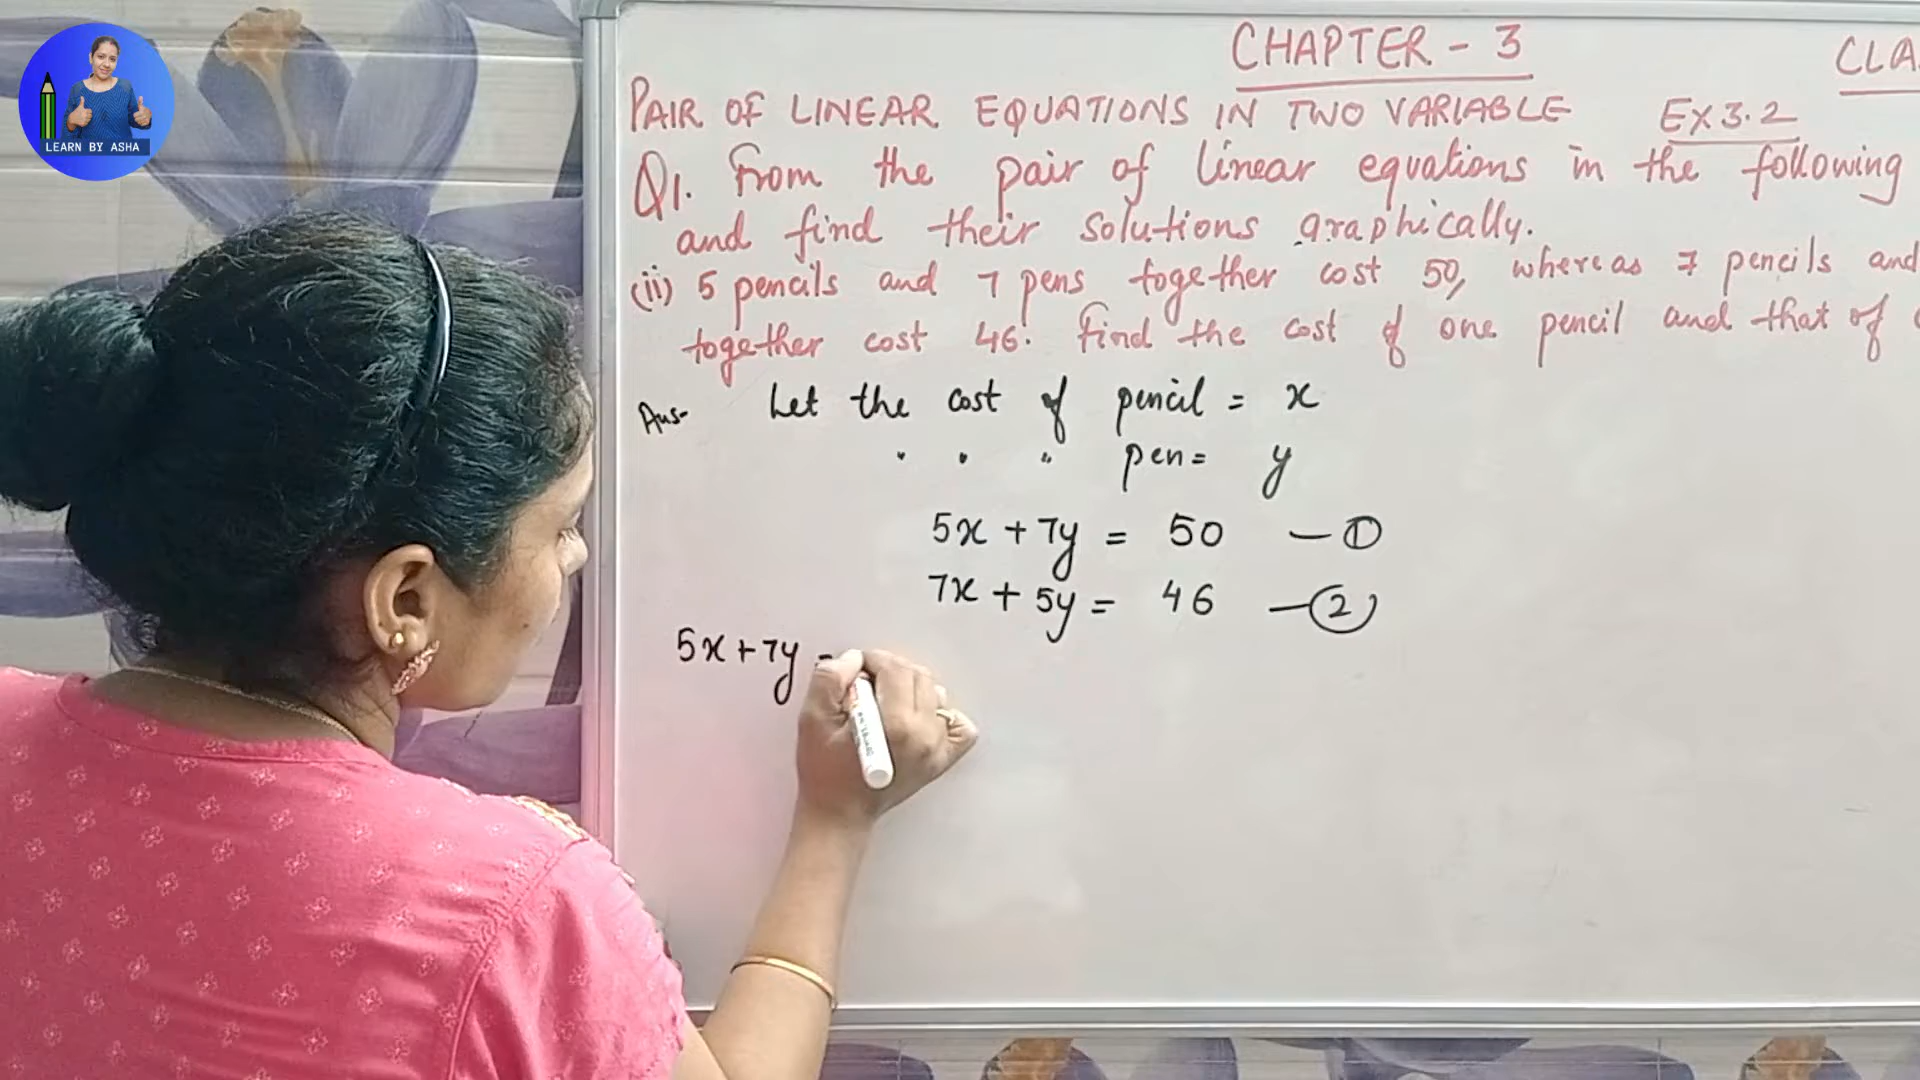 LEARN BY ASHA
CHAPTER - 3
CLA
PAIR OF LINEAR EQUATIONS IN TWO VARIABLE EX 3.2
Q1. From the pair of linear equations in the following
and find their solutions graphically.
(ii) 5 pencils and 7 pens together cost 50, whereas 7 pencils and
together cost 46. Find the cost of one pencil and that of
Ans- Let the cost of pencil = x
" " " pen = y
5x + 7y = 50 — ①
7x + 5y = 46 — ②
5x + 7y =